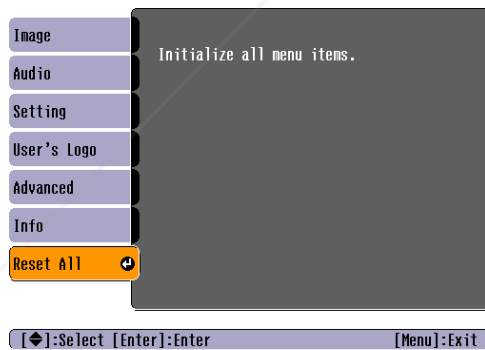 Image
Initialize all menu items.
Audio
Setting
User's Logo
Advanced
Info
Reset All
[◆]:Select [Enter]:Enter [Menu]:Exit